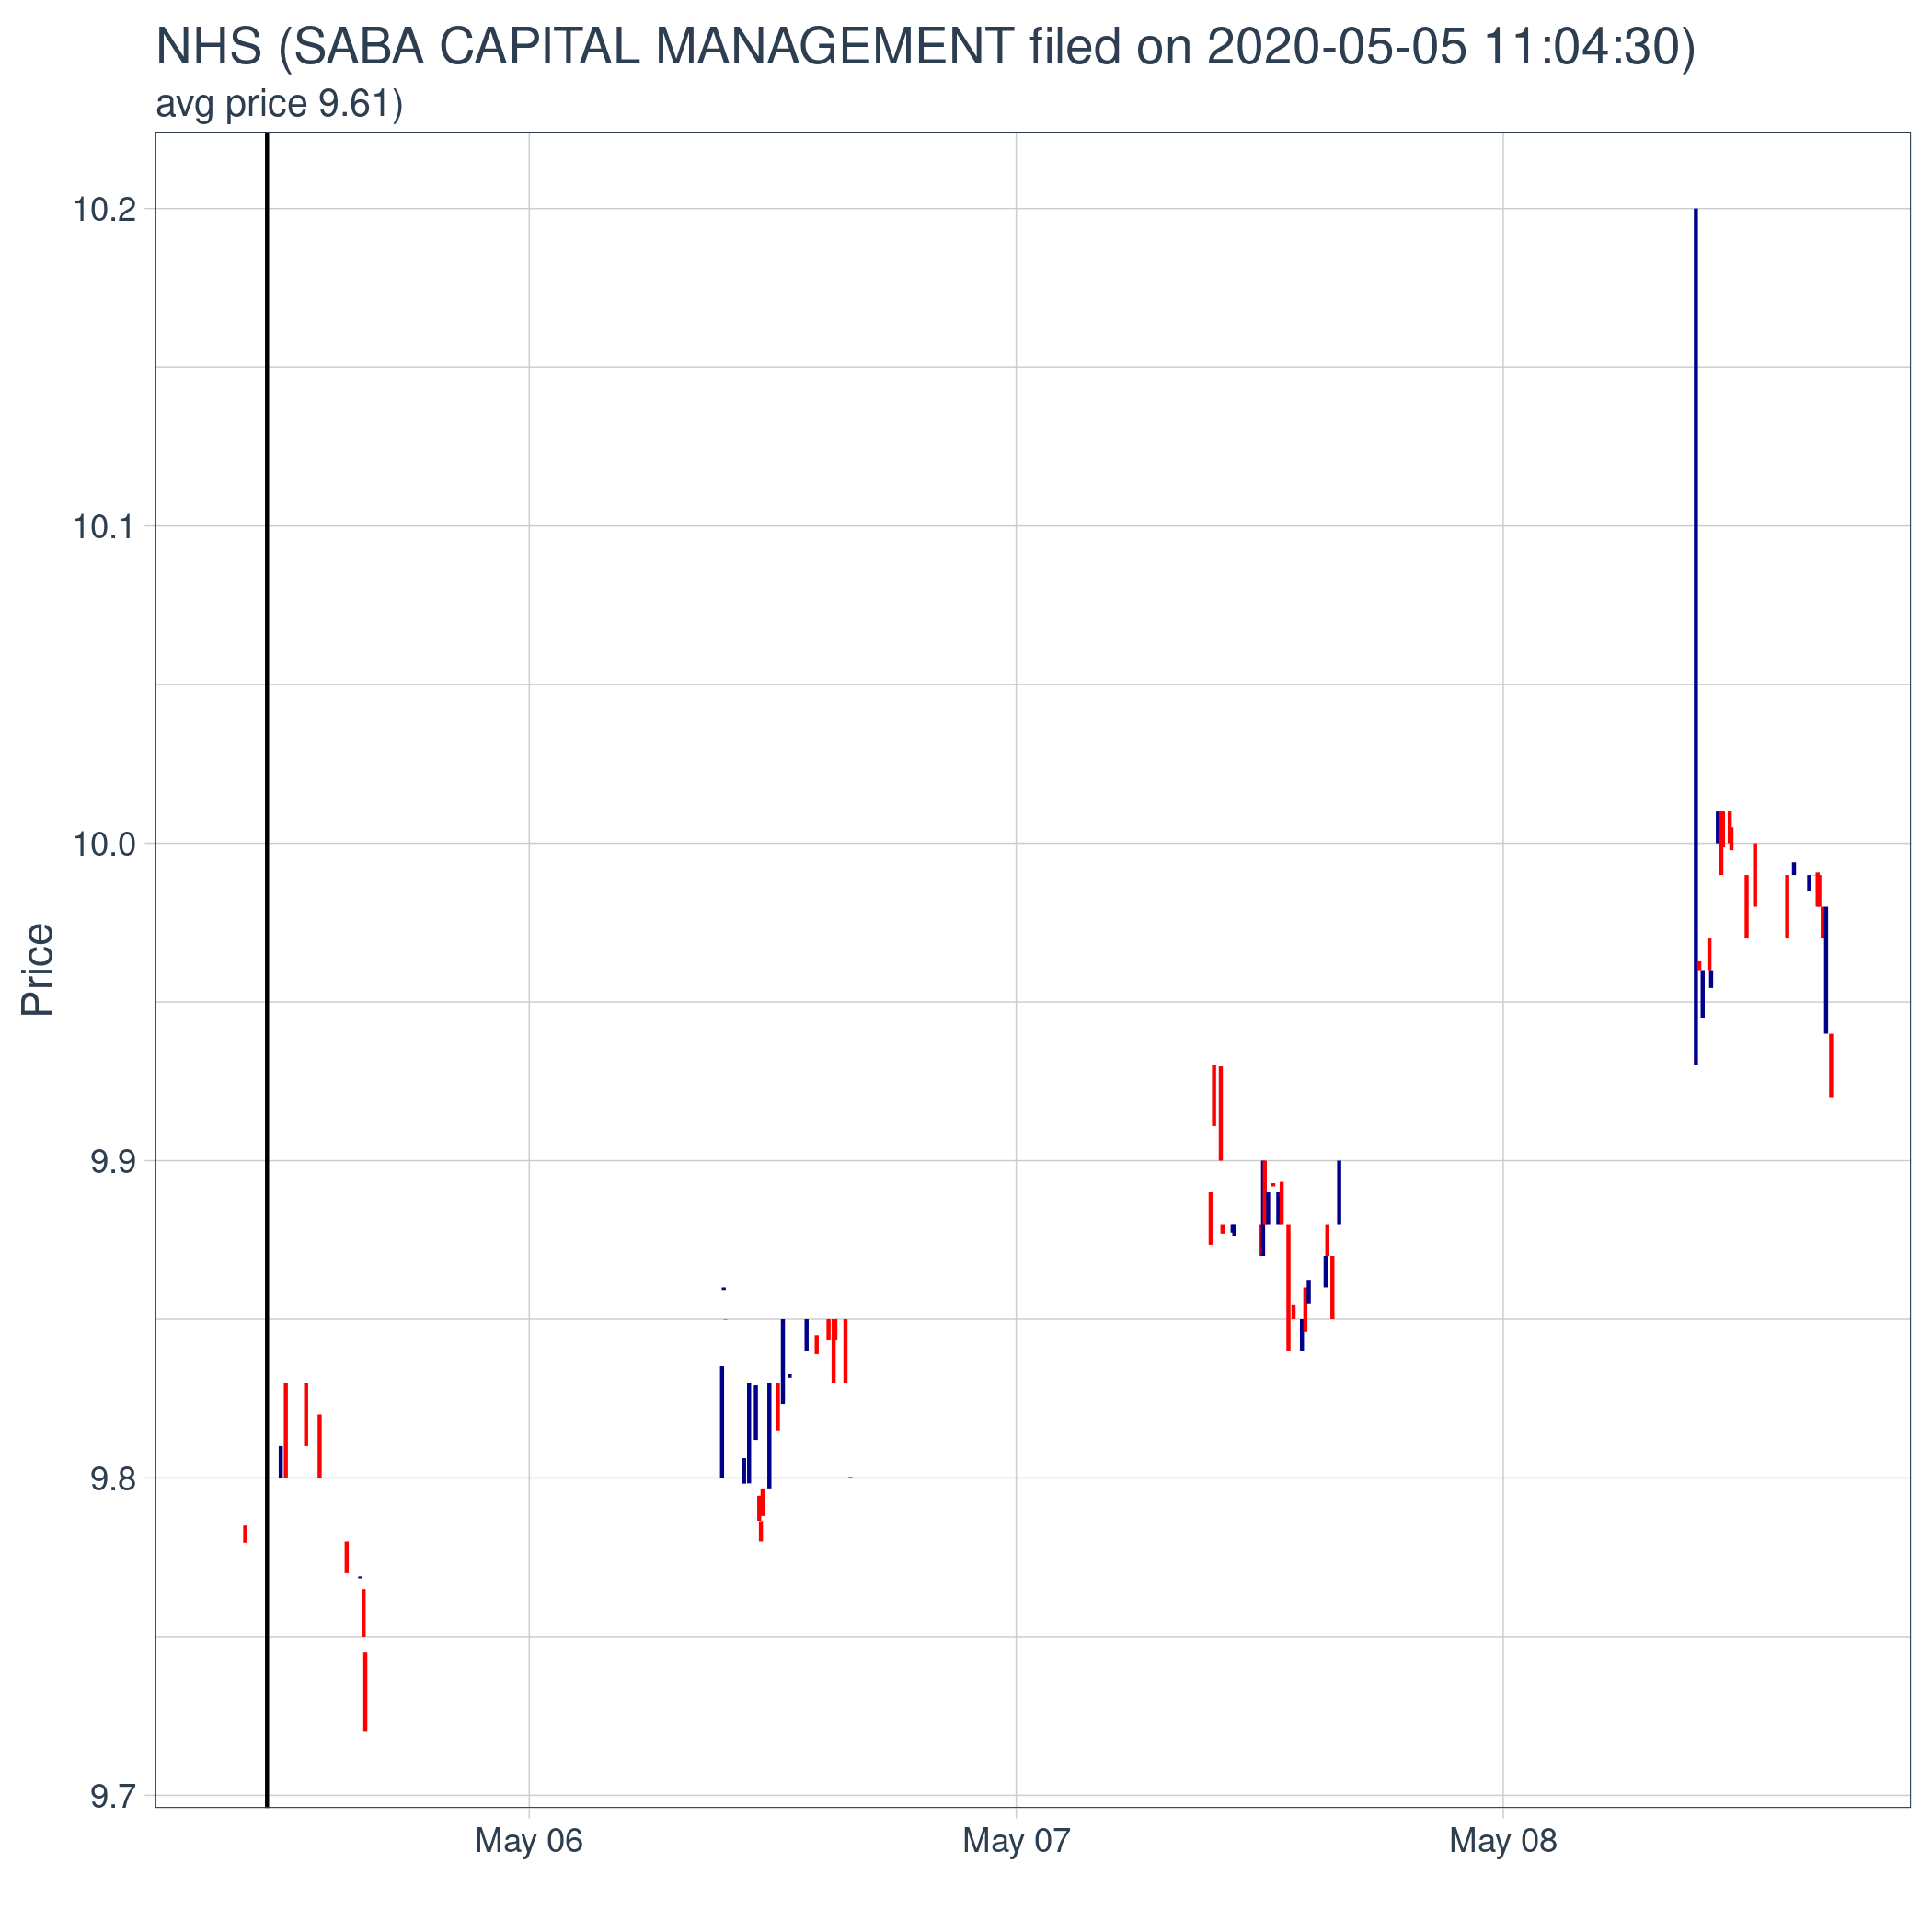 NHS (SABA CAPITAL MANAGEMENT filed on 2020-05-05 11:04:30)
avg price 9.61)
10.2
10.1
10.0
9.9
9.8
9.7
Price
May 06 May 07 May 08